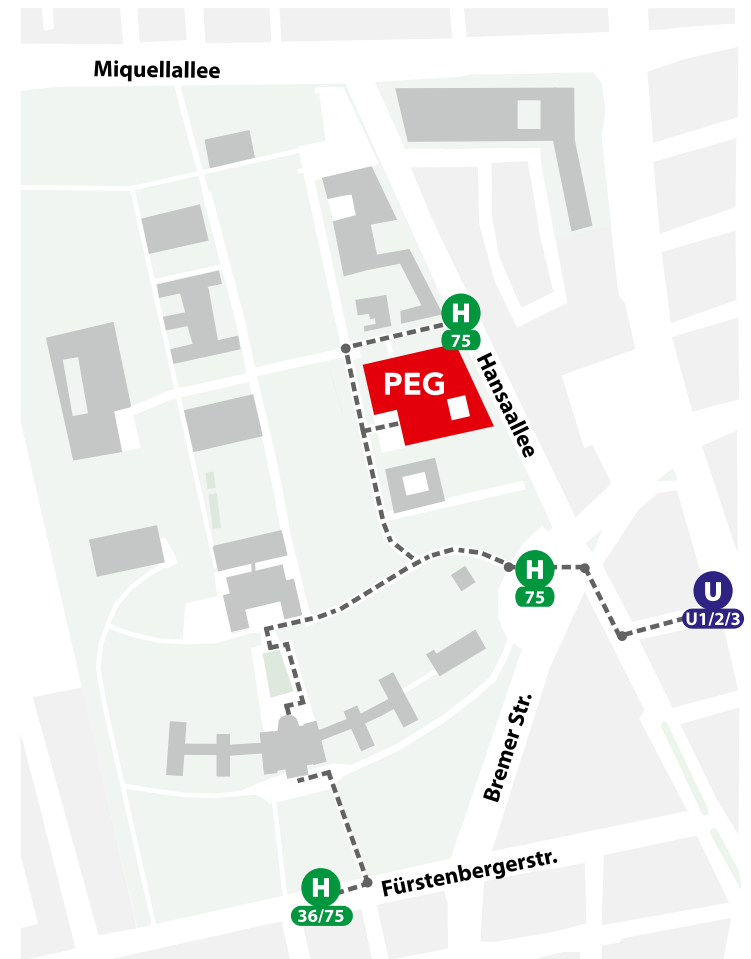 Miquellallee
H
75
PEG
Hansaallee
H
75
U
U1/2/3
Bremer Str.
Fürstenbergerstr.
H
36/75